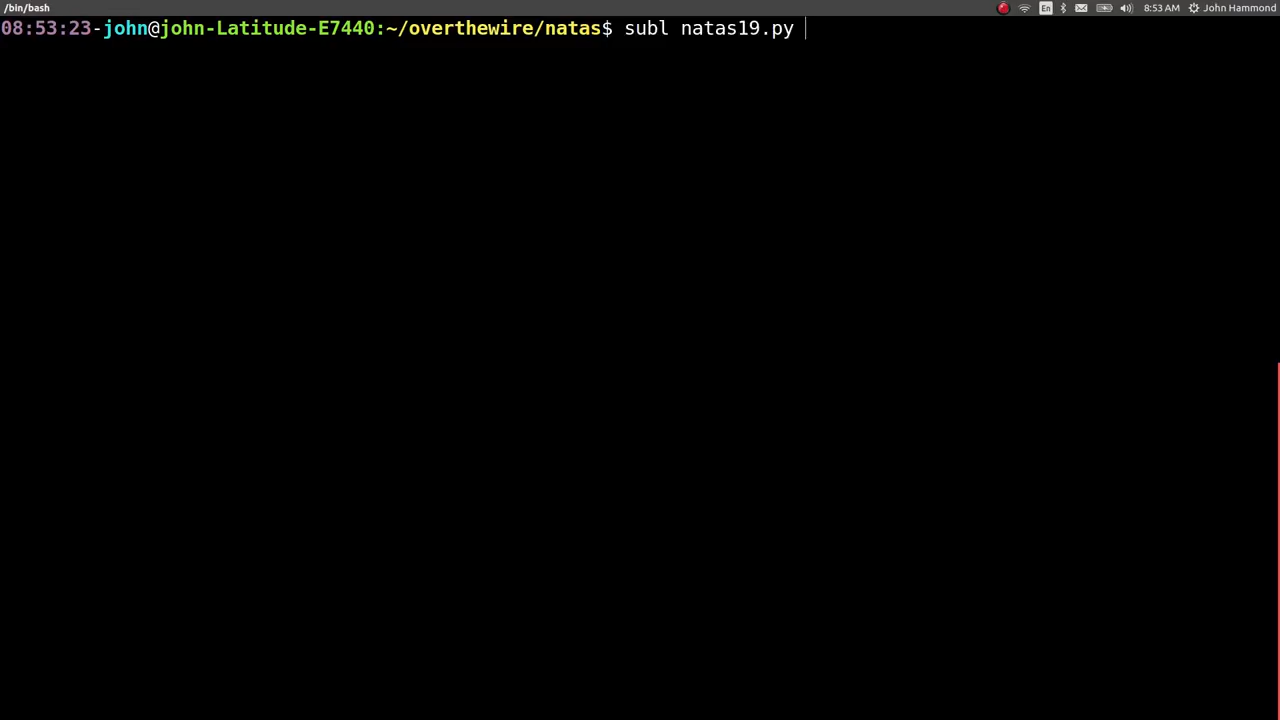 /bin/bash
En
8:53 AM
John Hammond
08:53:23-john@john-Latitude-E7440:~/overthewire/natas$ subl natas19.py